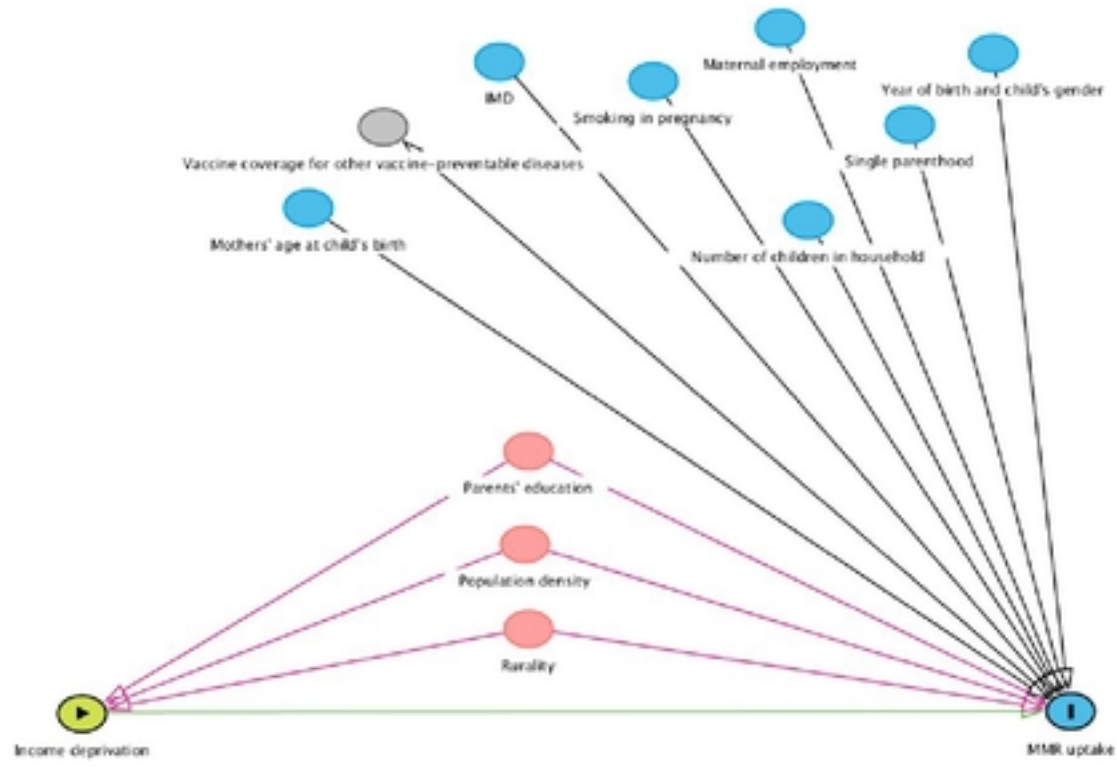 Maternal employment
Year of birth and child's gender
IMD
Smoking in pregnancy
Single parenthood
Vaccine coverage for other vaccine-preventable diseases
Mothers' age at child's birth
Number of children in household
Parents' education
Population density
Rurality
Income deprivation
MMR uptake